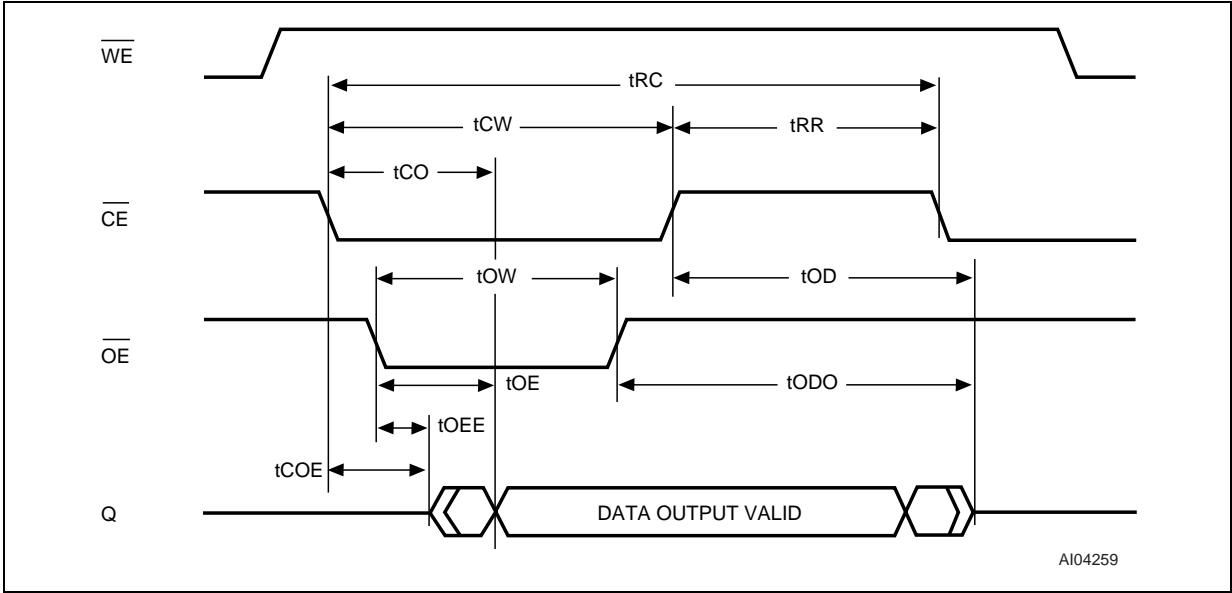 WE
tRC
tCW
tRR
tCO
CE
tOW
tOD
OE
tOE
tODO
tOEE
tCOE
Q
DATA OUTPUT VALID
AI04259